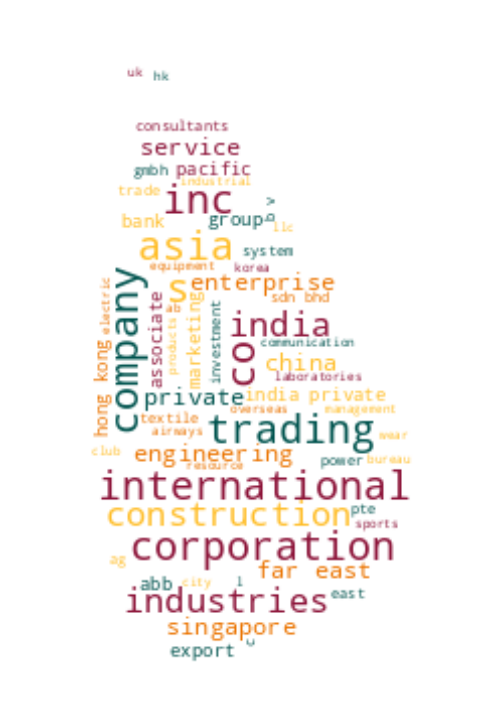 uk hk
consultants
service
gmbh pacific
industrial
trade inc
bank group b v
llc
asia system
equipment korea
s enterprise
sdn bhd
electric
company
associate
ab
products
marketing
investment
india
communication
co
hong kong
china
laboratories
private india private
overseas management
textile trading
airways wear
club engineering
resource power bureau
international
construction pte
sports
corporation
ag far east
abb city l
industries east
singapore
export c